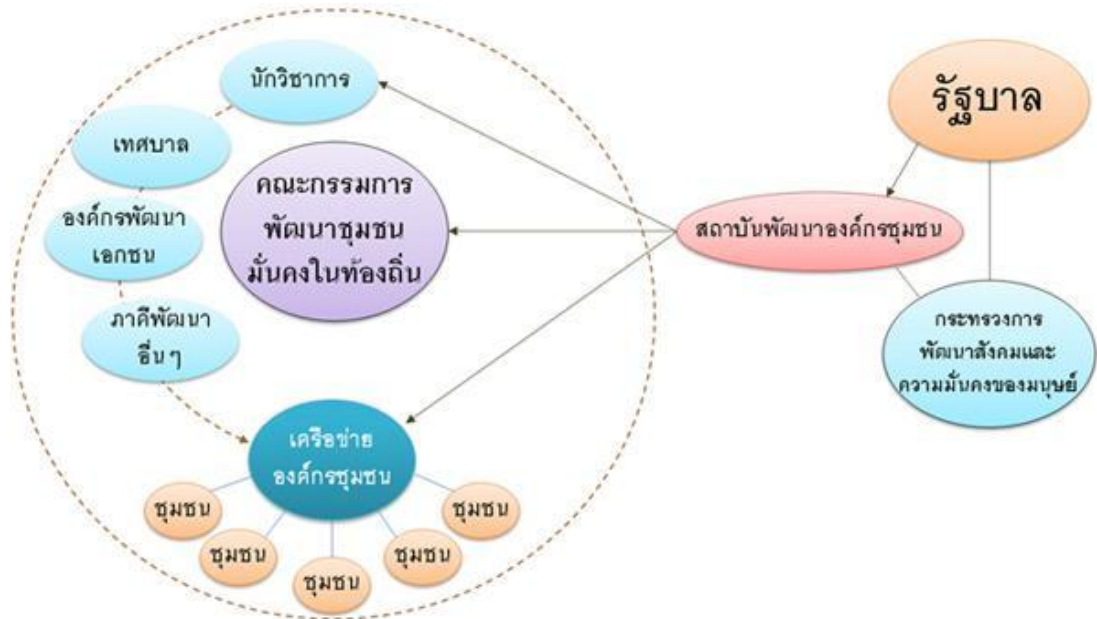 นักวิชาการ
รัฐบาล
เทศบาล
คณะกรรมการ
พัฒนาชุมชน
มั่นคงในท้องถิ่น
องค์กรพัฒนา
เอกชน
สถาบันพัฒนาองค์กรชุมชน
ภาคีพัฒนา
อื่นๆ
กระทรวงการ
พัฒนาสังคมและ
ความมั่นคงของมนุษย์
เครือข่าย
องค์กรชุมชน
ชุมชน
ชุมชน
ชุมชน
ชุมชน
ชุมชน